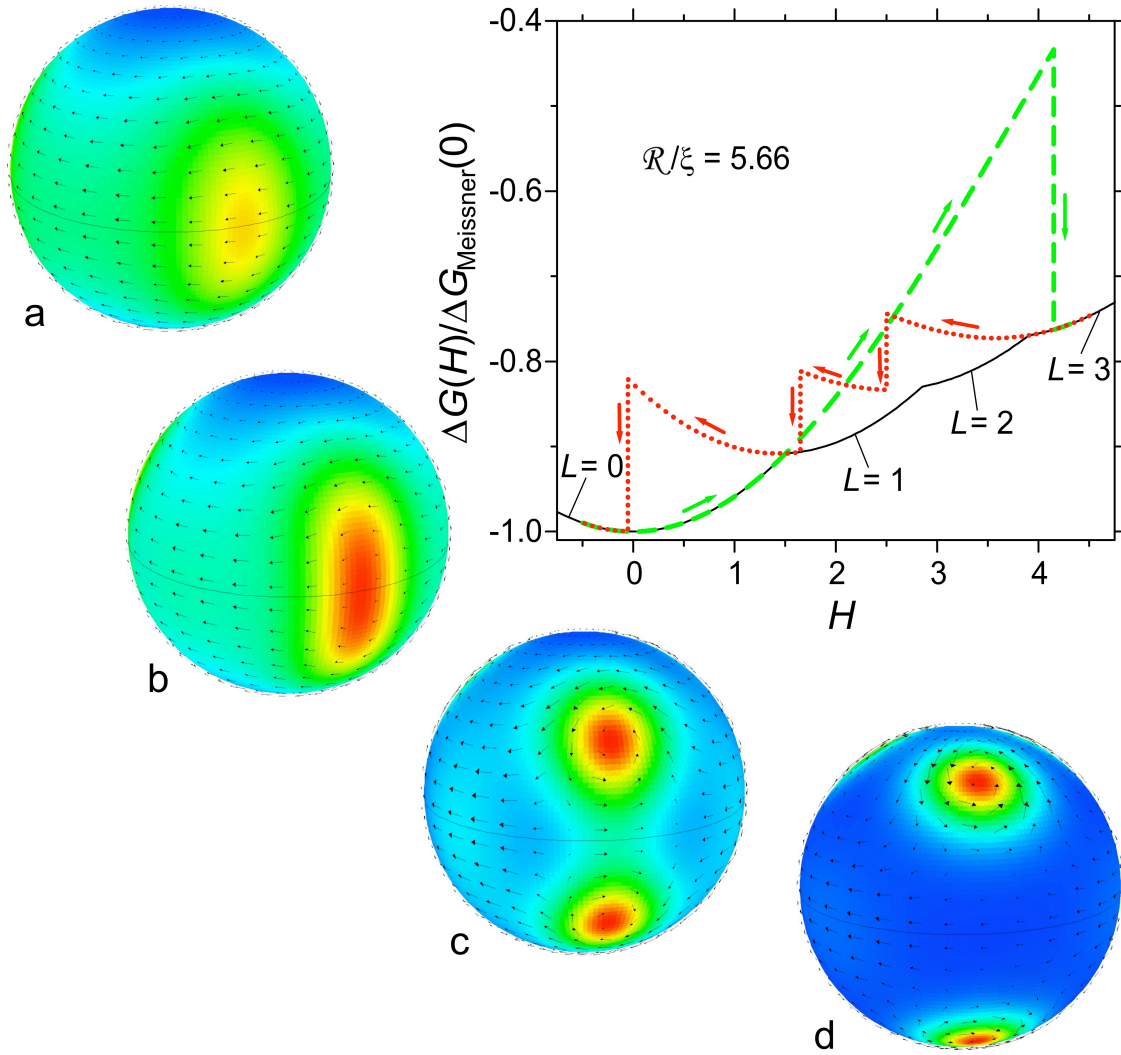 -0.4
-0.6
-0.8
-1.0
ΔG(H)/ΔG_Meissner(0)
ℛ/ξ = 5.66
L= 0
L= 1
L= 2
L= 3
0 1 2 3 4
H
a
b
c
d